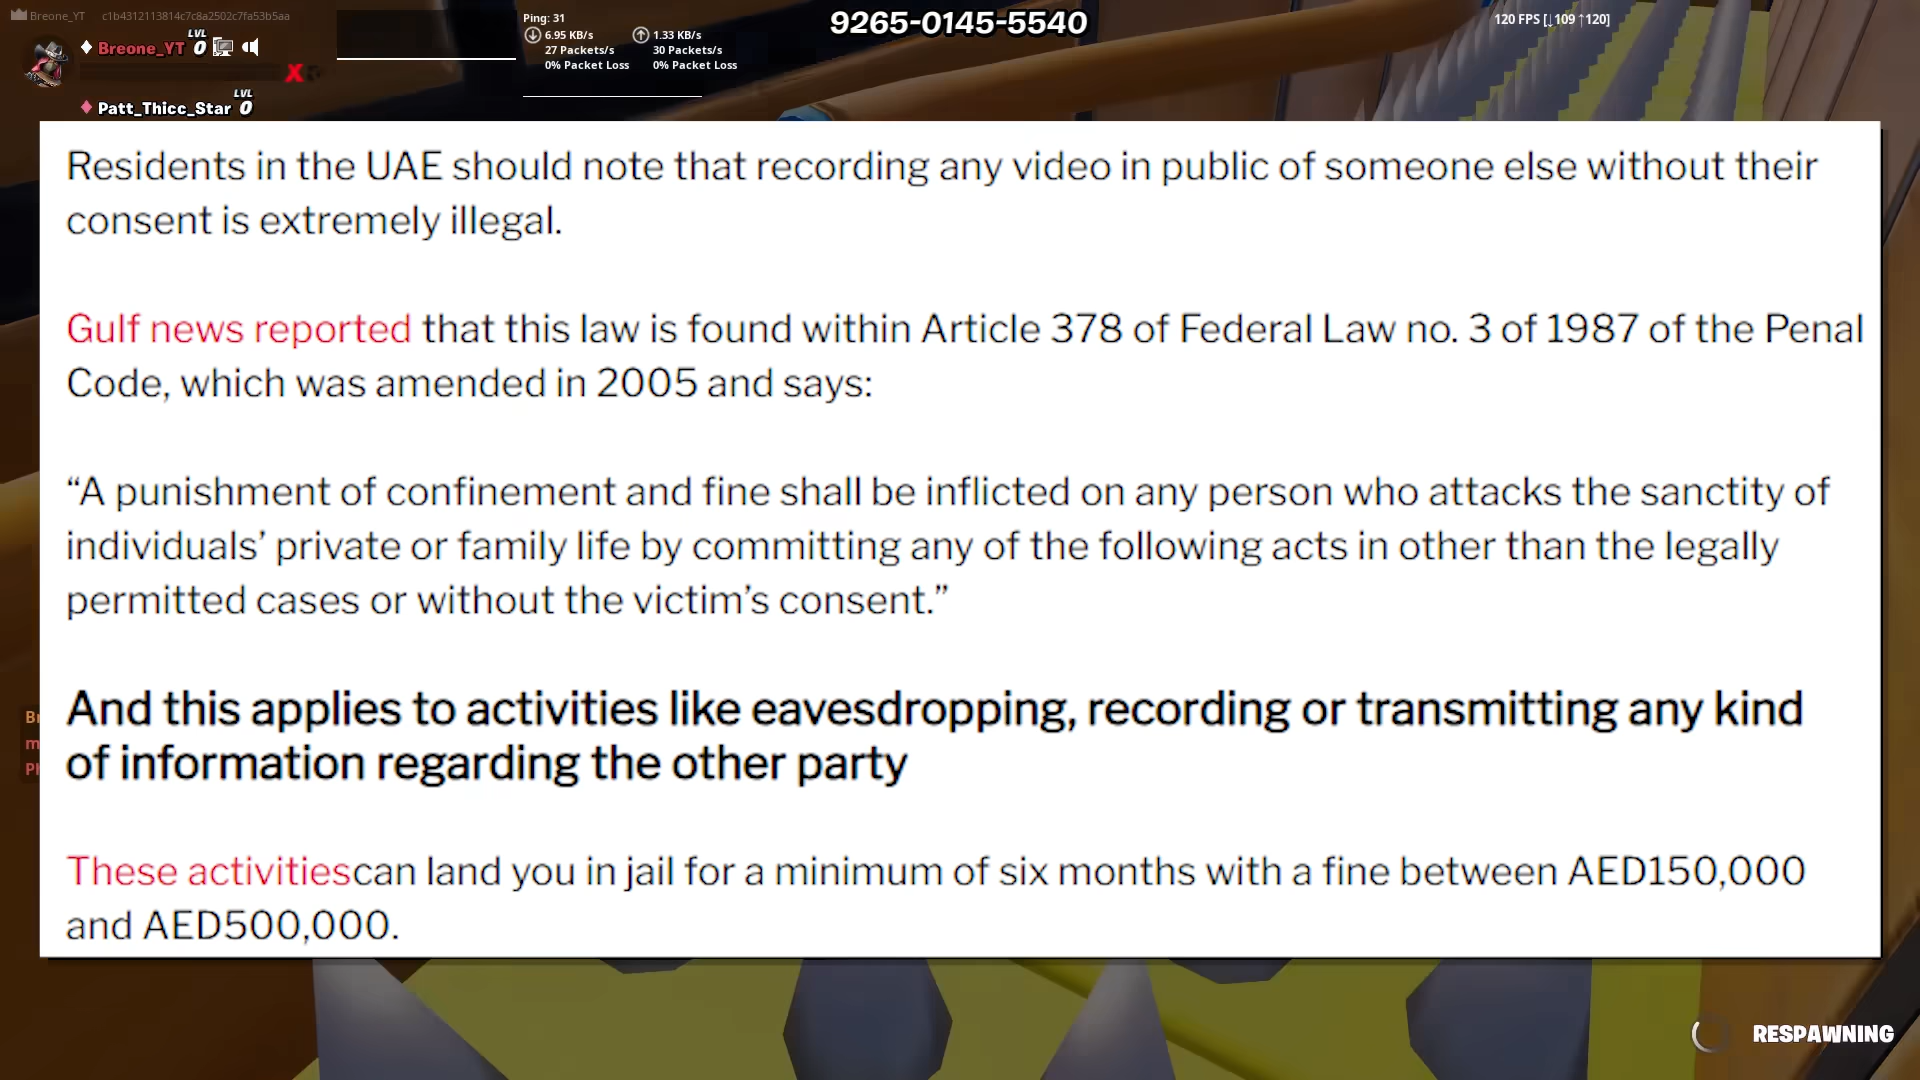 Breone_YT c1b4312113814c7c8a2502c7fa53b5aa
LVL
Breone_YT 0
X
LVL
Patt_Thicc_Star 0
Ping: 31
6.95 KB/s 1.33 KB/s
27 Packets/s 30 Packets/s
0% Packet Loss 0% Packet Loss
9265-0145-5540
120 FPS [↓109 ↑120]
Residents in the UAE should note that recording any video in public of someone else without their
consent is extremely illegal.
Gulf news reported that this law is found within Article 378 of Federal Law no. 3 of 1987 of the Penal
Code, which was amended in 2005 and says:
“A punishment of confinement and fine shall be inflicted on any person who attacks the sanctity of
individuals’ private or family life by committing any of the following acts in other than the legally
permitted cases or without the victim’s consent.”
And this applies to activities like eavesdropping, recording or transmitting any kind
of information regarding the other party
These activitiescan land you in jail for a minimum of six months with a fine between AED150,000
and AED500,000.
RESPAWNING